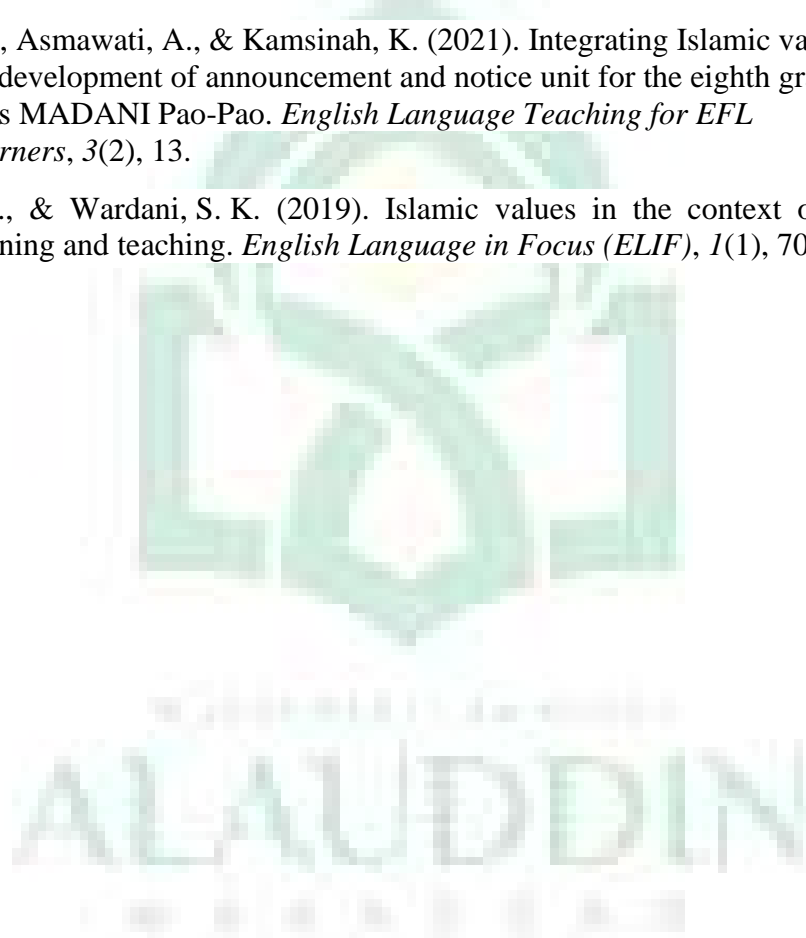 , Asmawati, A., & Kamsinah, K. (2021). Integrating Islamic va
development of announcement and notice unit for the eighth gr
s MADANI Pao-Pao. English Language Teaching for EFL
rners, 3(2), 13.
., & Wardani, S. K. (2019). Islamic values in the context o
ning and teaching. English Language in Focus (ELIF), 1(1), 70
ALAUDDIN